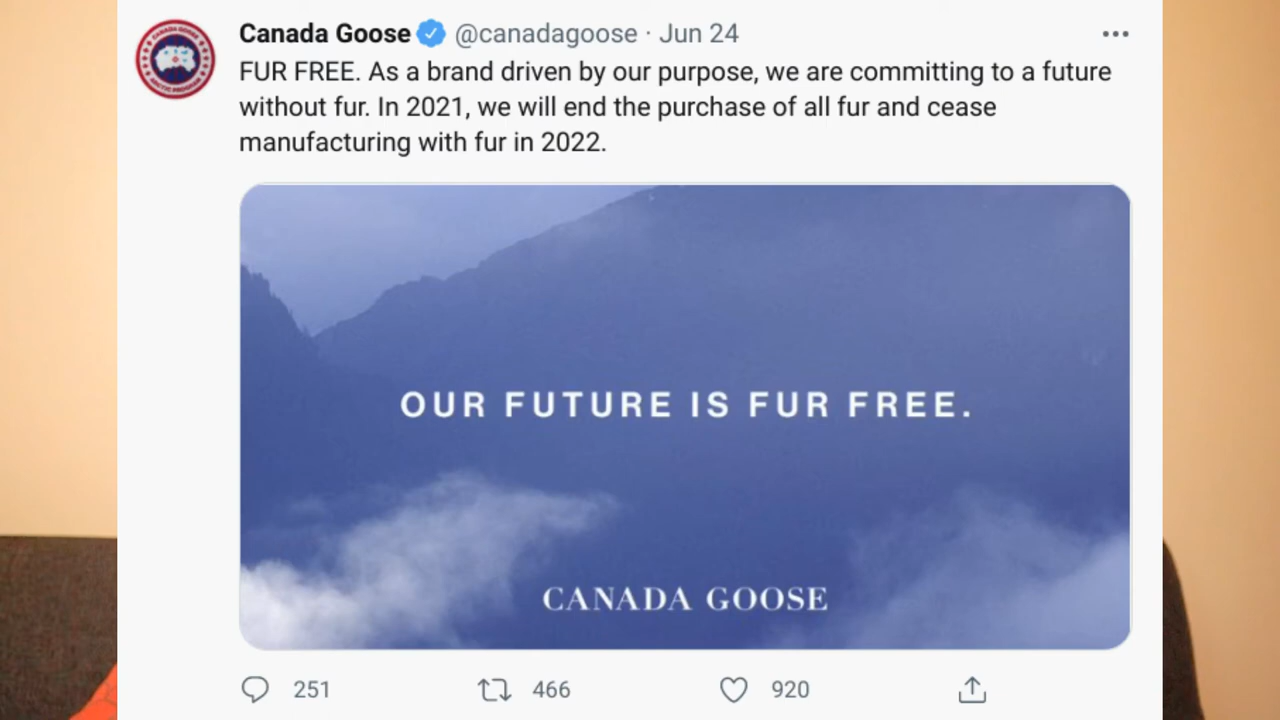 Canada Goose @canadagoose · Jun 24
FUR FREE. As a brand driven by our purpose, we are committing to a future
without fur. In 2021, we will end the purchase of all fur and cease
manufacturing with fur in 2022.
OUR FUTURE IS FUR FREE.
CANADA GOOSE
251 466 920